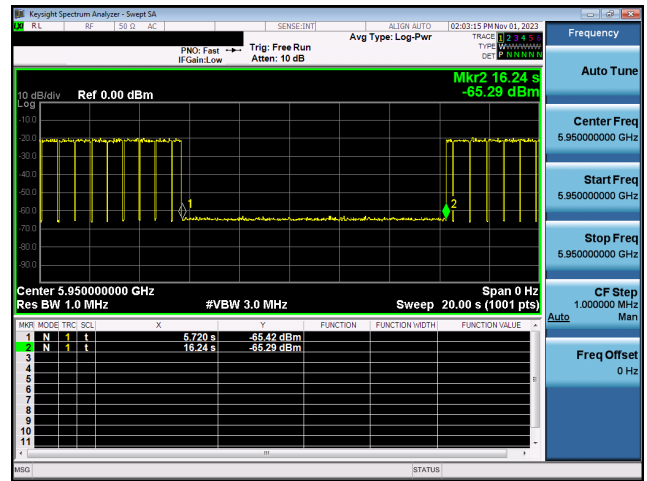 Keysight Spectrum Analyzer - Swept SA
LXI RL RF 50 Ω AC SENSE:INT ALIGN AUTO 02:03:15 PM Nov 01, 2023
Avg Type: Log-Pwr TRACE 1 2 3 4 5 6
PNO: Fast Trig: Free Run TYPE WWWWWW
IFGain:Low Atten: 10 dB DET P N N N N N
Mkr2 16.24 s
-65.29 dBm
10 dB/div Ref 0.00 dBm
Log
-10.0
-20.0
-30.0
-40.0
-50.0
-60.0
-70.0
-80.0
-90.0
1
2
Center 5.950000000 GHz Span 0 Hz
Res BW 1.0 MHz #VBW 3.0 MHz Sweep 20.00 s (1001 pts)
MKR MODE TRC SCL X Y FUNCTION FUNCTION WIDTH FUNCTION VALUE
1 N 1 t 5.720 s -65.42 dBm
2 N 1 t 16.24 s -65.29 dBm
3
4
5
6
7
8
9
10
11
MSG STATUS
Frequency
Auto Tune
Center Freq
5.950000000 GHz
Start Freq
5.950000000 GHz
Stop Freq
5.950000000 GHz
CF Step
1.000000 MHz
Auto Man
Freq Offset
0 Hz